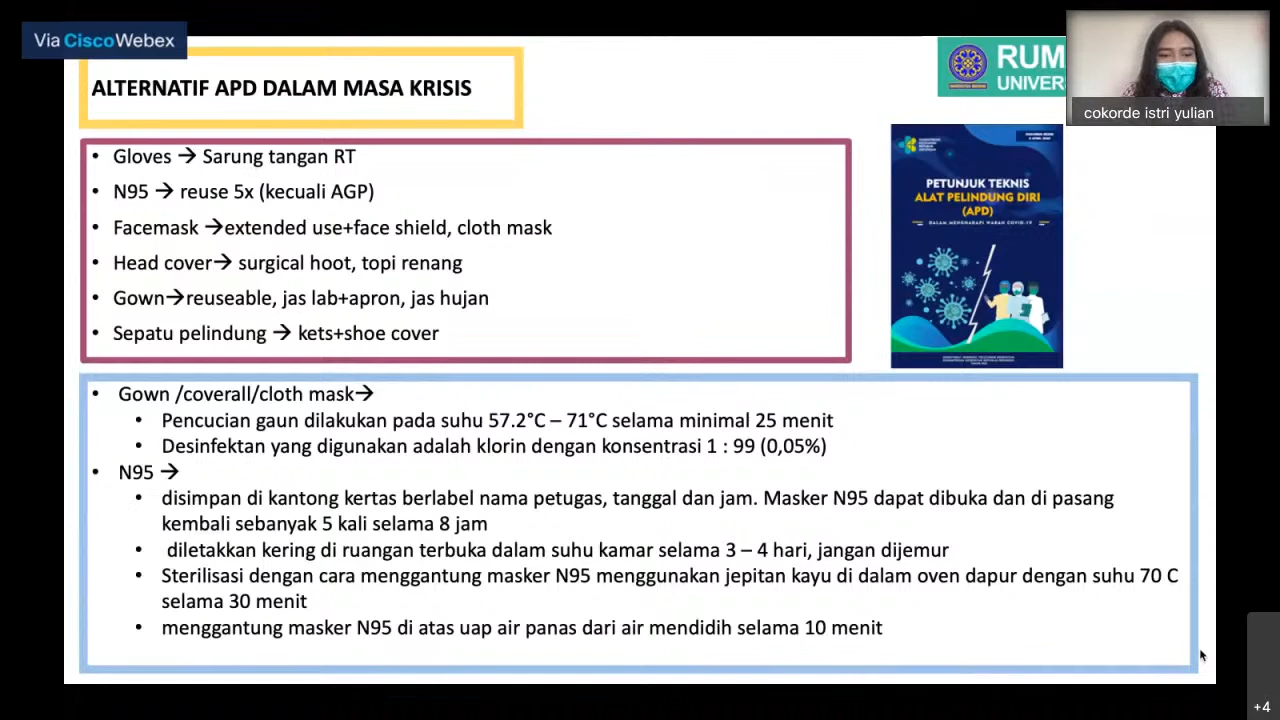 Via Cisco Webex
ALTERNATIF APD DALAM MASA KRISIS
RUM
UNIVER
cokorde istri yulian
• Gloves → Sarung tangan RT
• N95 → reuse 5x (kecuali AGP)
• Facemask →extended use+face shield, cloth mask
• Head cover→ surgical hoot, topi renang
• Gown→reuseable, jas lab+apron, jas hujan
• Sepatu pelindung → kets+shoe cover
PETUNJUK TEKNIS
ALAT PELINDUNG DIRI
(APD)
DALAM MENGHADAPI WABAH COVID-19
• Gown /coverall/cloth mask→
• Pencucian gaun dilakukan pada suhu 57.2°C – 71°C selama minimal 25 menit
• Desinfektan yang digunakan adalah klorin dengan konsentrasi 1 : 99 (0,05%)
• N95 →
• disimpan di kantong kertas berlabel nama petugas, tanggal dan jam. Masker N95 dapat dibuka dan di pasang
kembali sebanyak 5 kali selama 8 jam
• diletakkan kering di ruangan terbuka dalam suhu kamar selama 3 – 4 hari, jangan dijemur
• Sterilisasi dengan cara menggantung masker N95 menggunakan jepitan kayu di dalam oven dapur dengan suhu 70 C
selama 30 menit
• menggantung masker N95 di atas uap air panas dari air mendidih selama 10 menit
+4